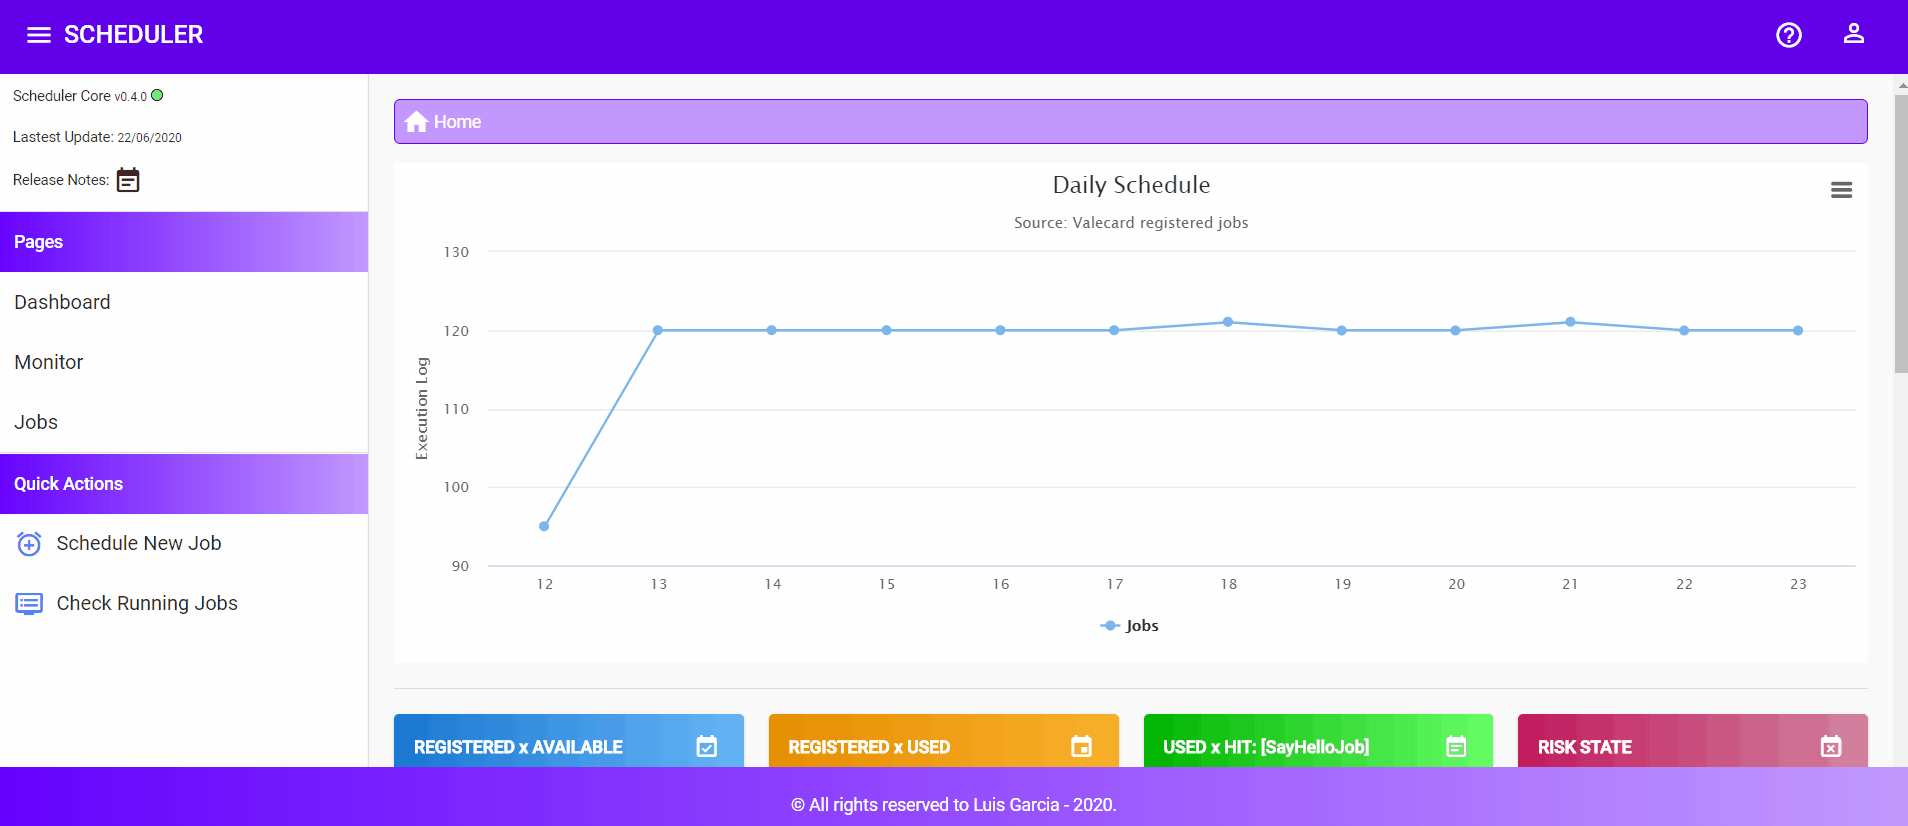 SCHEDULER
Scheduler Core v0.4.0
Lastest Update: 22/06/2020
Release Notes:
Pages
Dashboard
Monitor
Jobs
Quick Actions
Schedule New Job
Check Running Jobs
Home
Daily Schedule
Source: Valecard registered jobs
Execution Log
130
120
110
100
90
12 13 14 15 16 17 18 19 20 21 22 23
Jobs
REGISTERED x AVAILABLE
REGISTERED x USED
USED x HIT: [SayHelloJob]
RISK STATE
© All rights reserved to Luis Garcia - 2020.